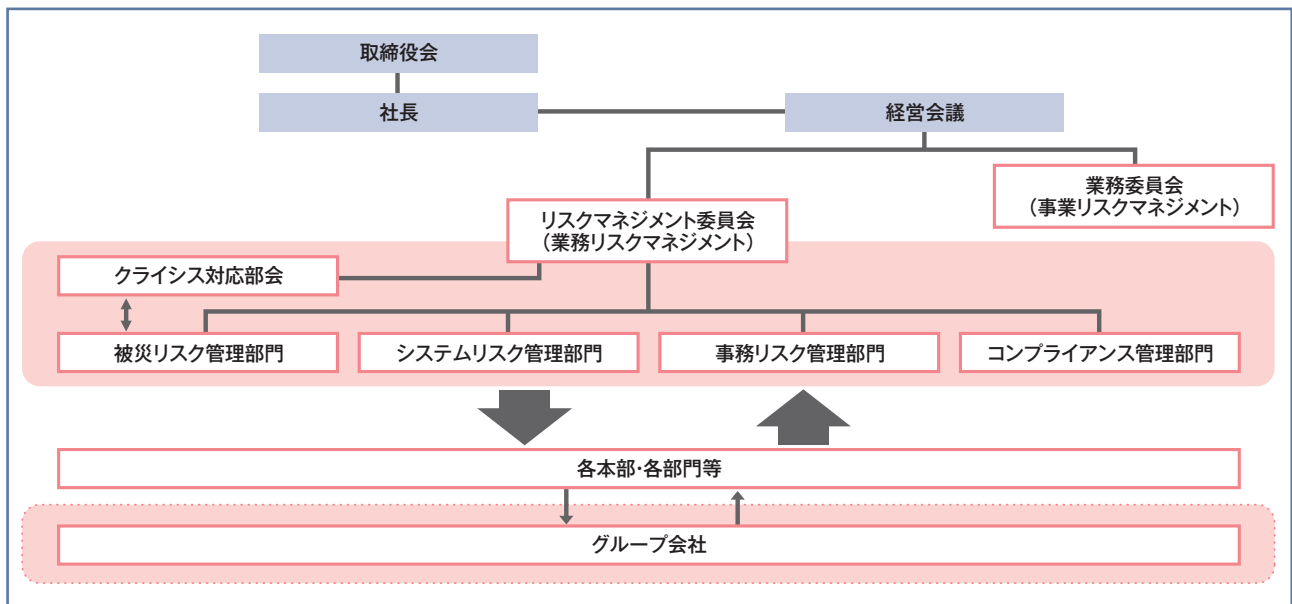 取締役会
社長
経営会議
業務委員会
（事業リスクマネジメント）
リスクマネジメント委員会
（業務リスクマネジメント）
クライシス対応部会
被災リスク管理部門
システムリスク管理部門
事務リスク管理部門
コンプライアンス管理部門
各本部・各部門等
グループ会社